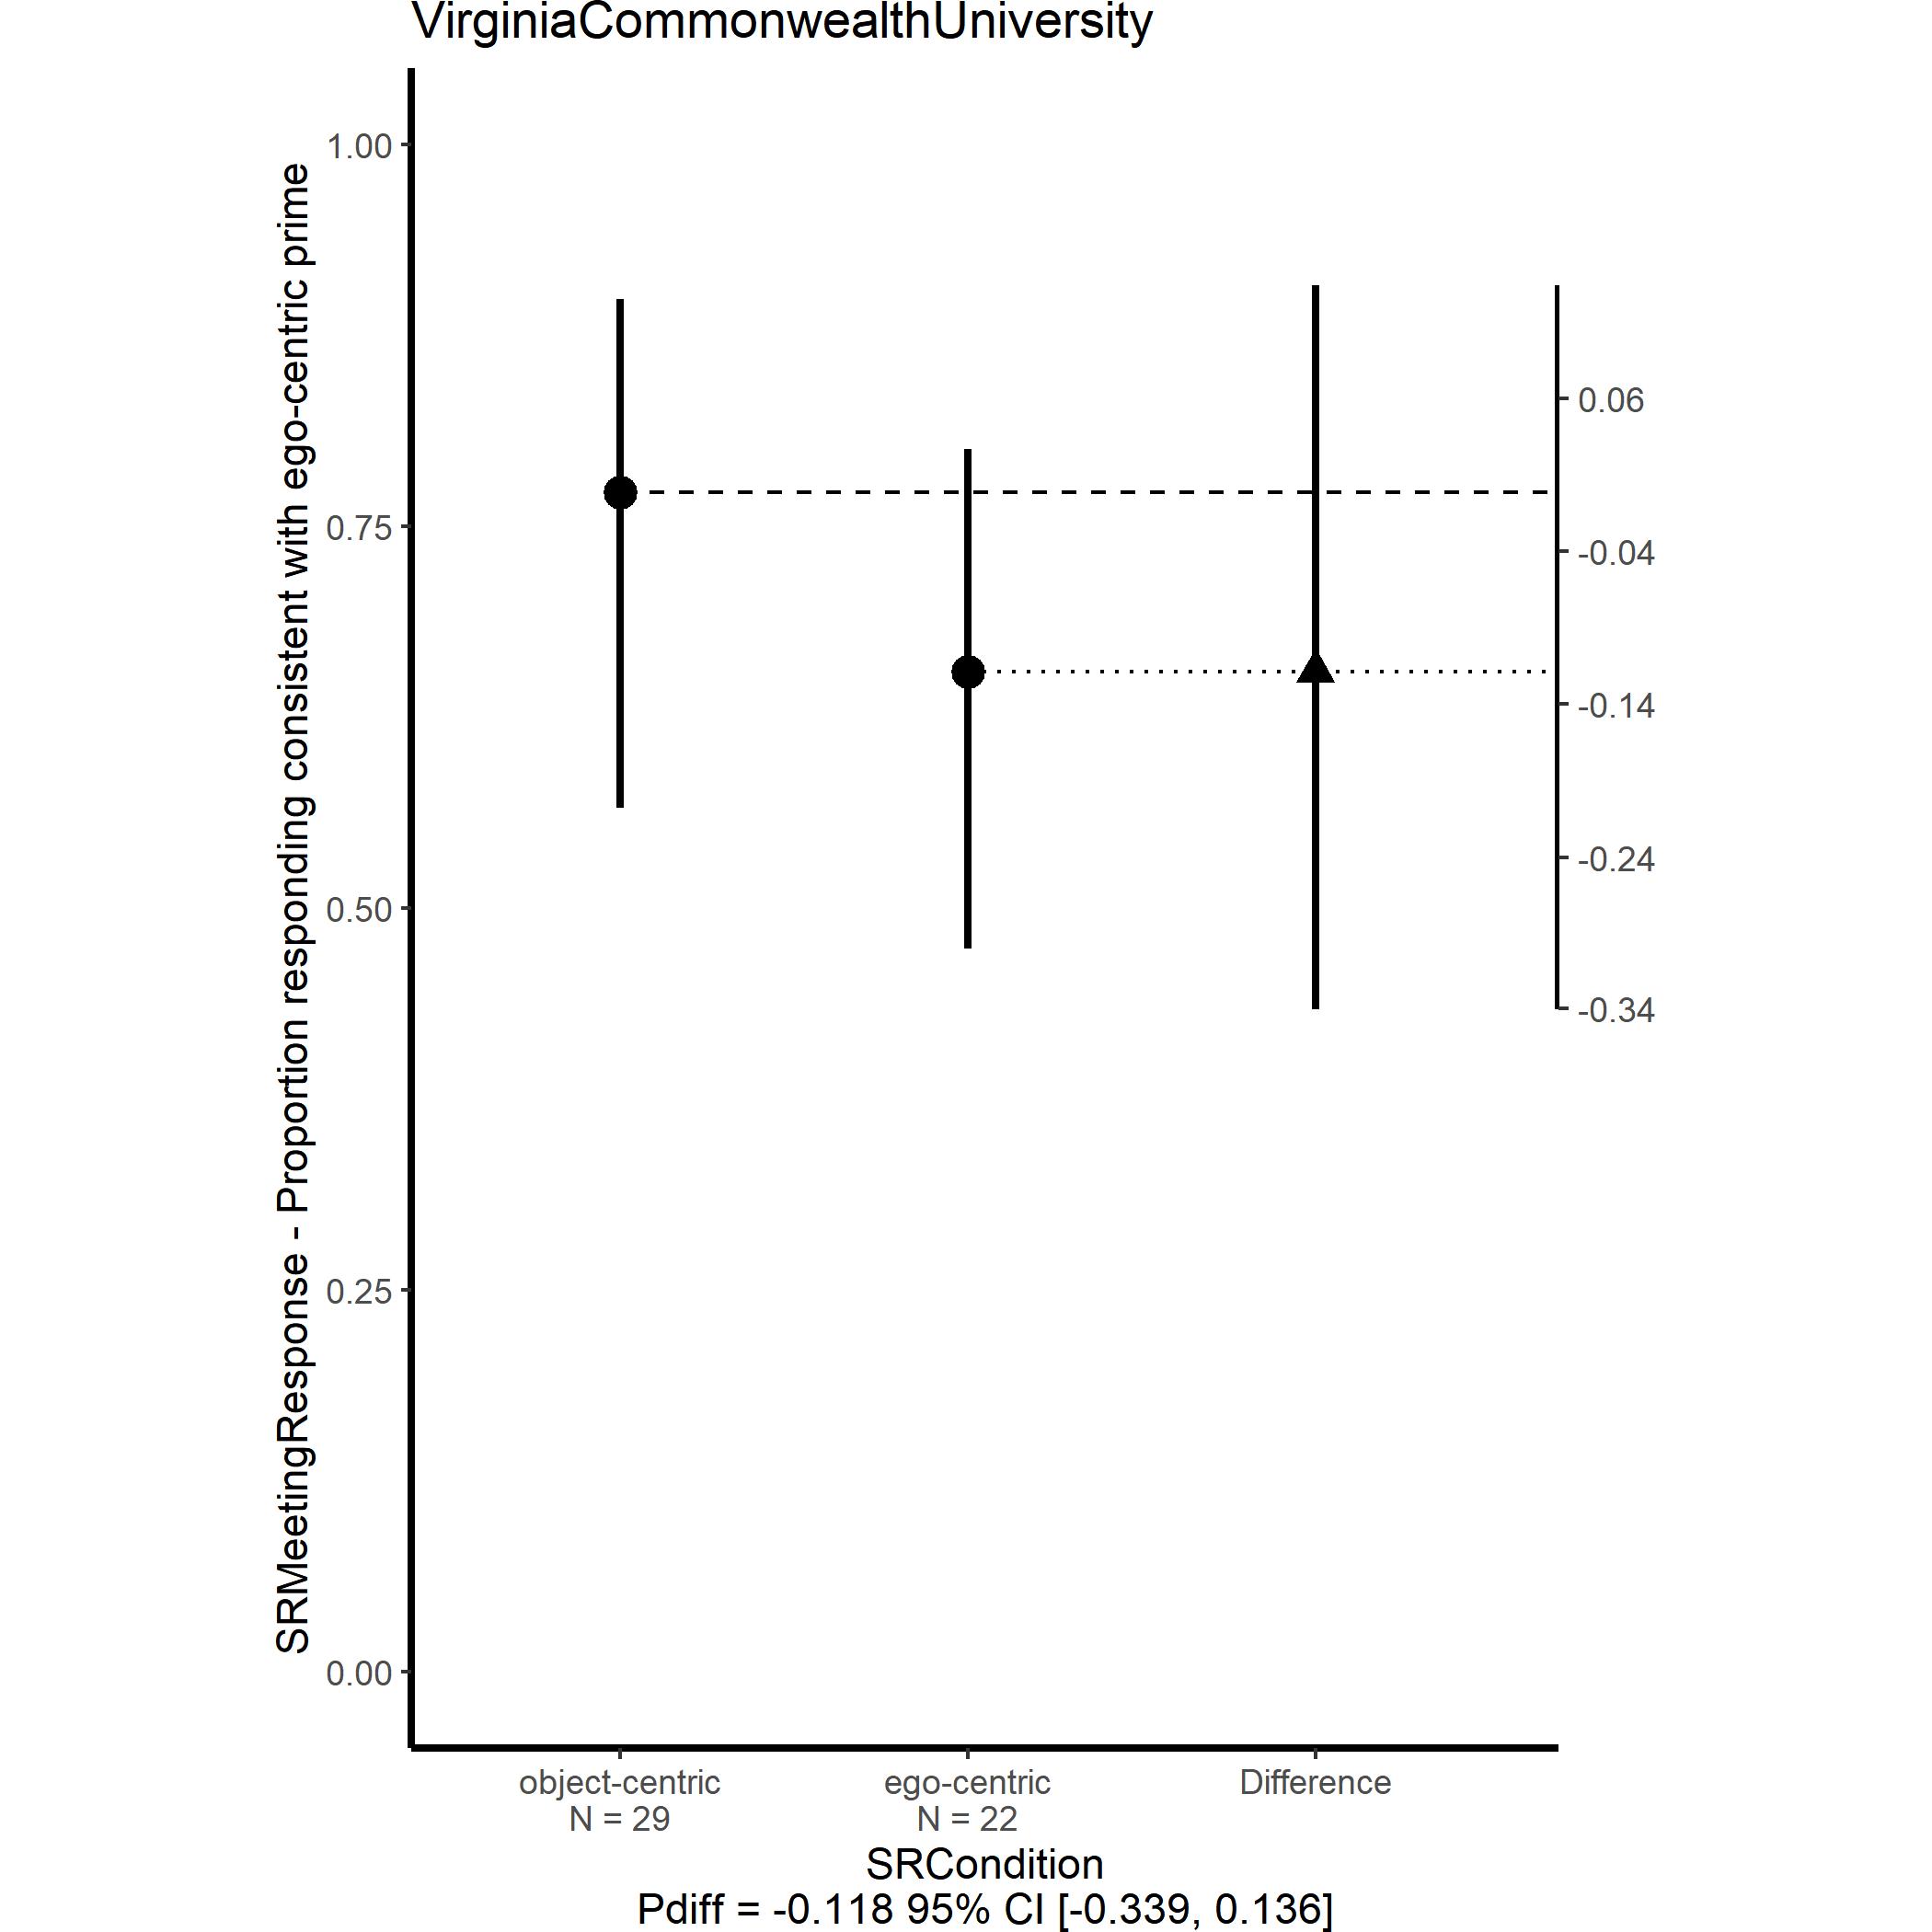 VirginiaCommonwealthUniversity
SRMeetingResponse - Proportion responding consistent with ego-centric prime
1.00
0.75
0.50
0.25
0.00
0.06
-0.04
-0.14
-0.24
-0.34
object-centric
N = 29
ego-centric
N = 22
Difference
SRCondition
Pdiff = -0.118 95% CI [-0.339, 0.136]